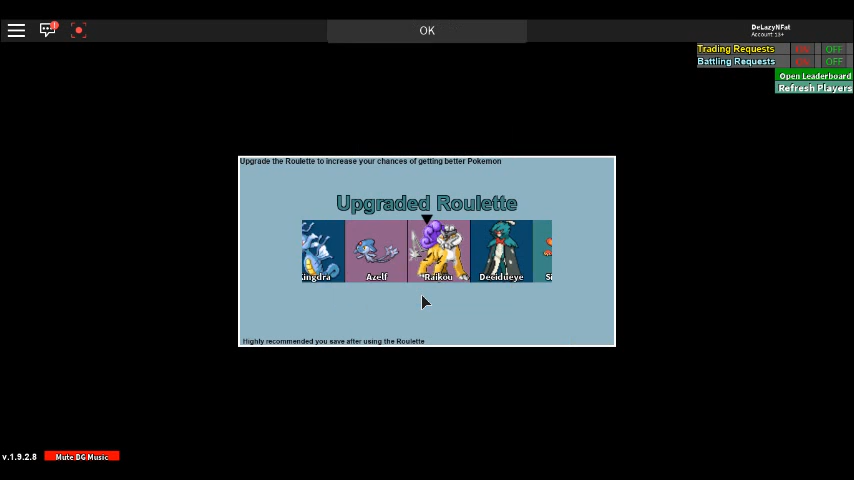 OK
DeLazyNFat
Account: 13+
Trading Requests ON OFF
Battling Requests ON OFF
Open Leaderboard
Refresh Players
Upgrade the Roulette to increase your chances of getting better Pokemon
Upgraded Roulette
Kingdra Azelf Raikou Decidueye S
Highly recommended you save after using the Roulette
v.1.9.2.8 Mute BG Music